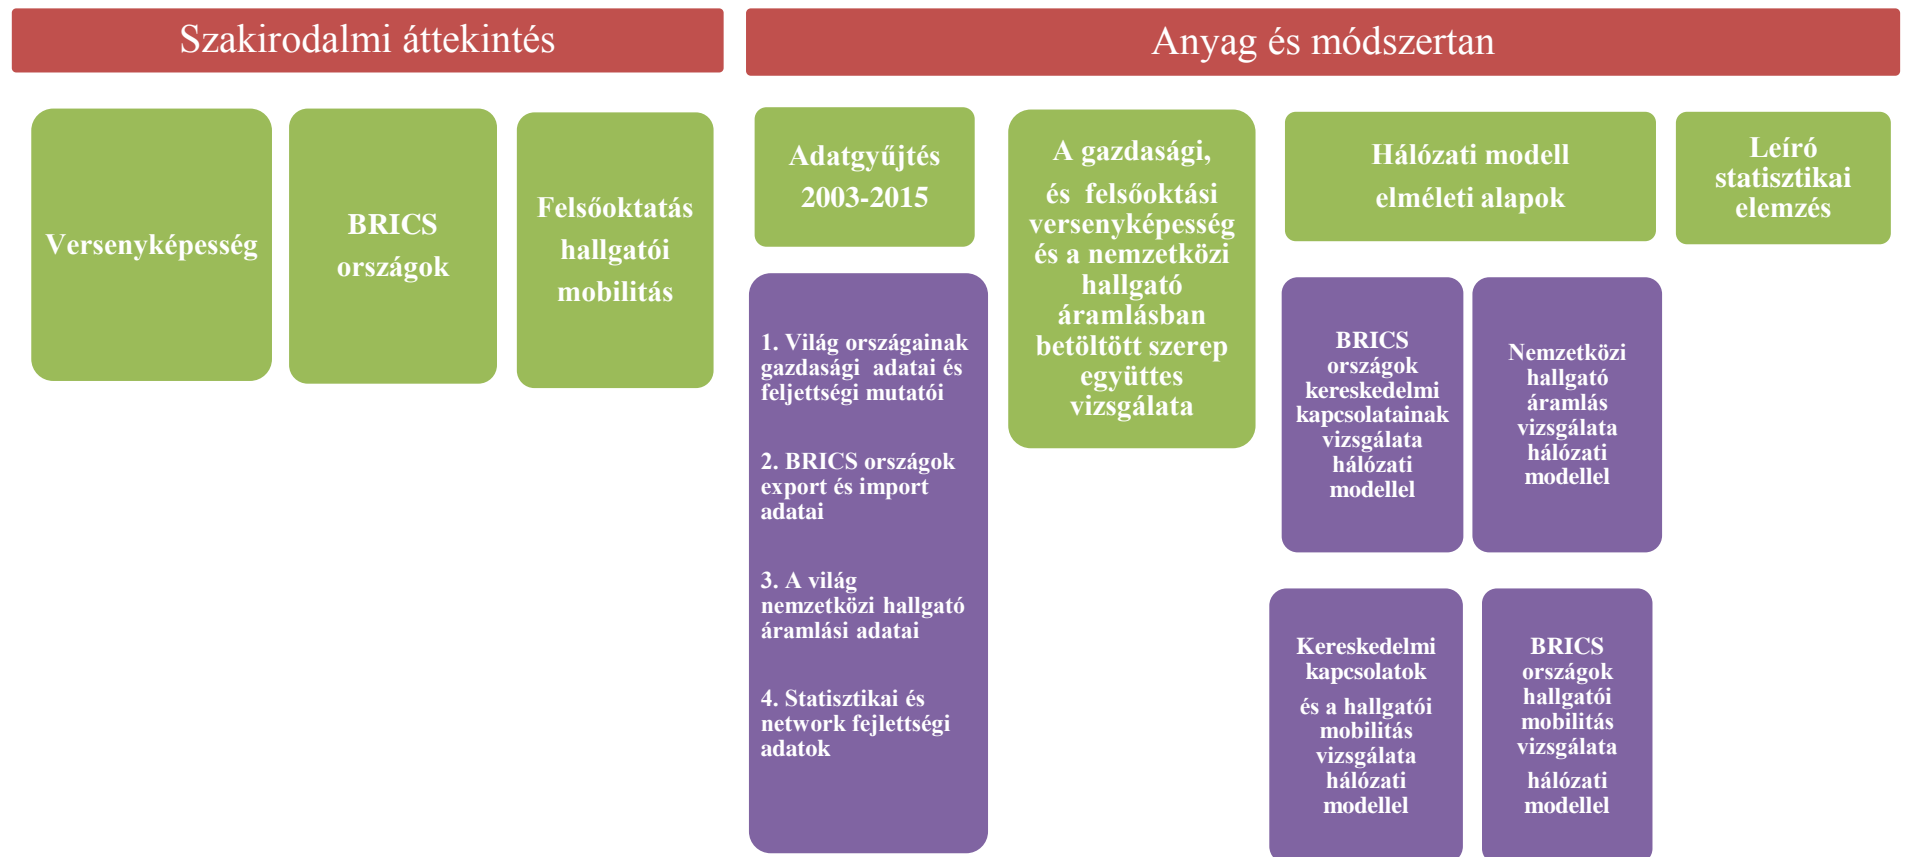 Szakirodalmi áttekintés
Anyag és módszertan
Versenyképesség
BRICS
országok
Felsőoktatás
hallgatói
mobilitás
Adatgyűjtés
2003-2015
1. Világ országainak
gazdasági adatai és
feljettségi mutatói
2. BRICS országok
export és import
adatai
3. A világ
nemzetközi hallgató
áramlási adatai
4. Statisztikai és
network fejlettségi
adatok
A gazdasági,
és felsőoktási
versenyképesség
és a nemzetközi
hallgató
áramlásban
betöltött szerep
együttes
vizsgálata
Hálózati modell
elméleti alapok
BRICS
országok
kereskedelmi
kapcsolatainak
vizsgálata
hálózati
modellel
Nemzetközi
hallgató
áramlás
vizsgálata
hálózati
modellel
Kereskedelmi
kapcsolatok
és a hallgatói
mobilitás
vizsgálata
hálózati
modellel
BRICS
országok
hallgatói
mobilitás
vizsgálata
hálózati
modellel
Leíró
statisztikai
elemzés